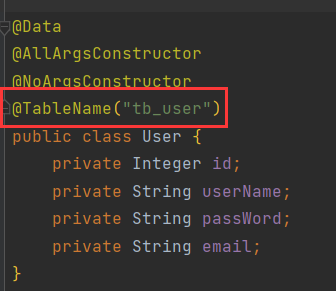 @Data
@AllArgsConstructor
@NoArgsConstructor
@TableName("tb_user")
public class User {
    private Integer id;
    private String userName;
    private String passWord;
    private String email;
}